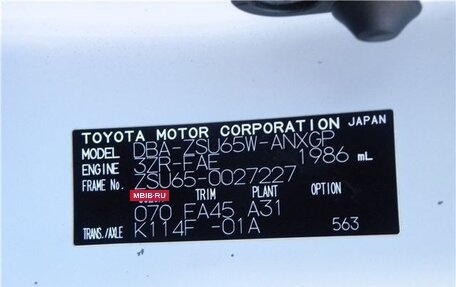 TOYOTA MOTOR CORPORATION JAPAN
MODEL DBA-ZSU65W-ANXGP
ENGINE 3ZR-FAE 1986 mL
FRAME No. ZSU65-0027227
MBIB.RU TRIM PLANT OPTION
070 FA45 A31
TRANS./AXLE K114F -01A 563